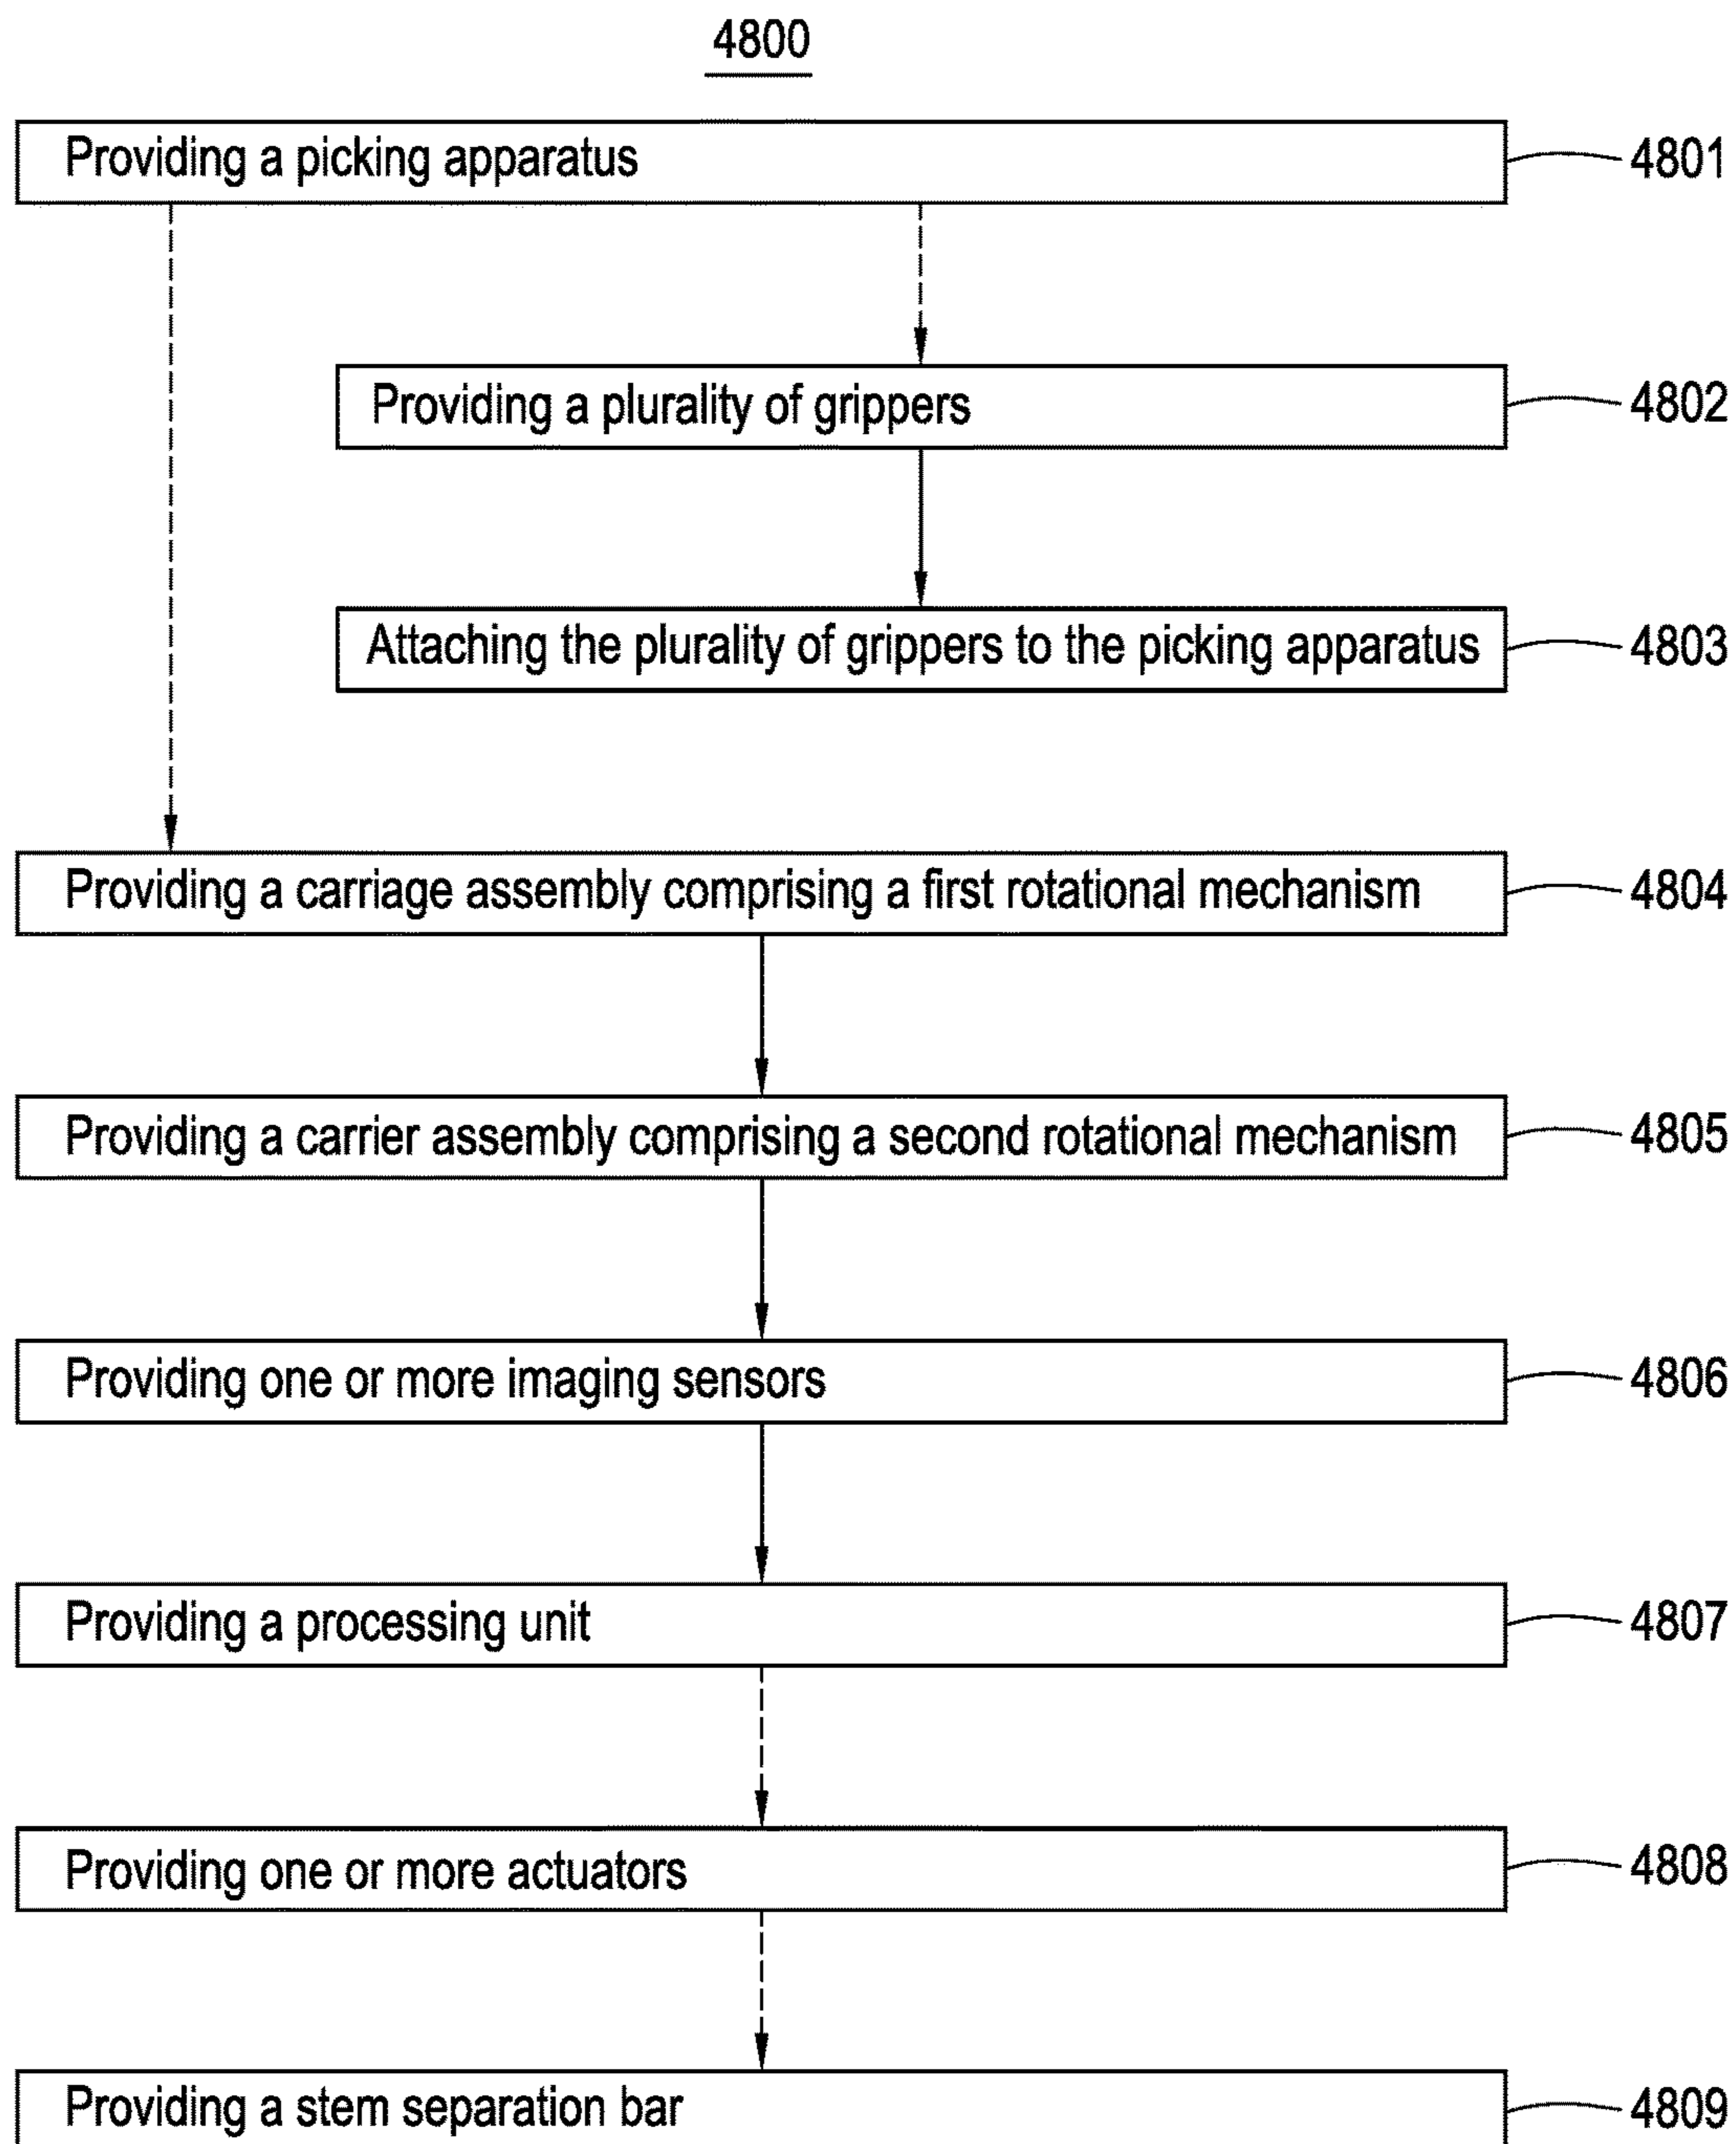 4800
Providing a picking apparatus 4801
Providing a plurality of grippers 4802
Attaching the plurality of grippers to the picking apparatus 4803
Providing a carriage assembly comprising a first rotational mechanism 4804
Providing a carrier assembly comprising a second rotational mechanism 4805
Providing one or more imaging sensors 4806
Providing a processing unit 4807
Providing one or more actuators 4808
Providing a stem separation bar 4809